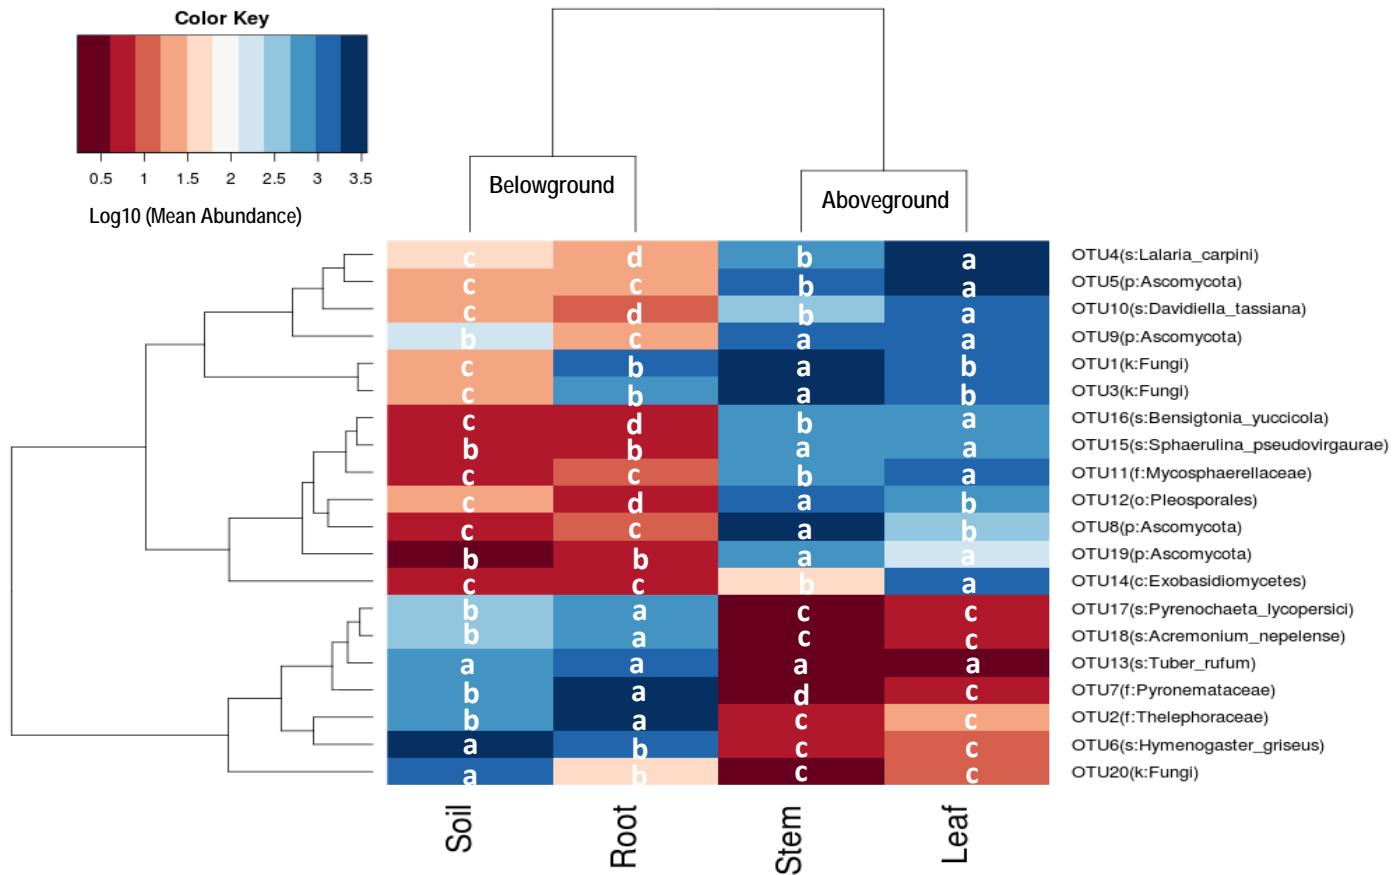 Color Key
0.5 1 1.5 2 2.5 3 3.5
Log10 (Mean Abundance)
Belowground
Aboveground
c d b a OTU4(s:Lalaria_carpini)
c c b a OTU5(p:Ascomycota)
c d b a OTU10(s:Davidiella_tassiana)
b c a a OTU9(p:Ascomycota)
c b a b OTU1(k:Fungi)
c b a b OTU3(k:Fungi)
c d b a OTU16(s:Bensigtonia_yuccicola)
b b a a OTU15(s:Sphaerulina_pseudovirgaurae)
c c b a OTU11(f:Mycosphaerellaceae)
c d a b OTU12(o:Pleosporales)
c c a b OTU8(p:Ascomycota)
b b a a OTU19(p:Ascomycota)
c c b a OTU14(c:Exobasidiomycetes)
b a c c OTU17(s:Pyrenochaeta_lycopersici)
b a c c OTU18(s:Acremonium_nepelense)
a a a a OTU13(s:Tuber_rufum)
b a d c OTU7(f:Pyronemataceae)
b a c c OTU2(f:Thelephoraceae)
a b c c OTU6(s:Hymenogaster_griseus)
a b c c OTU20(k:Fungi)
Soil Root Stem Leaf